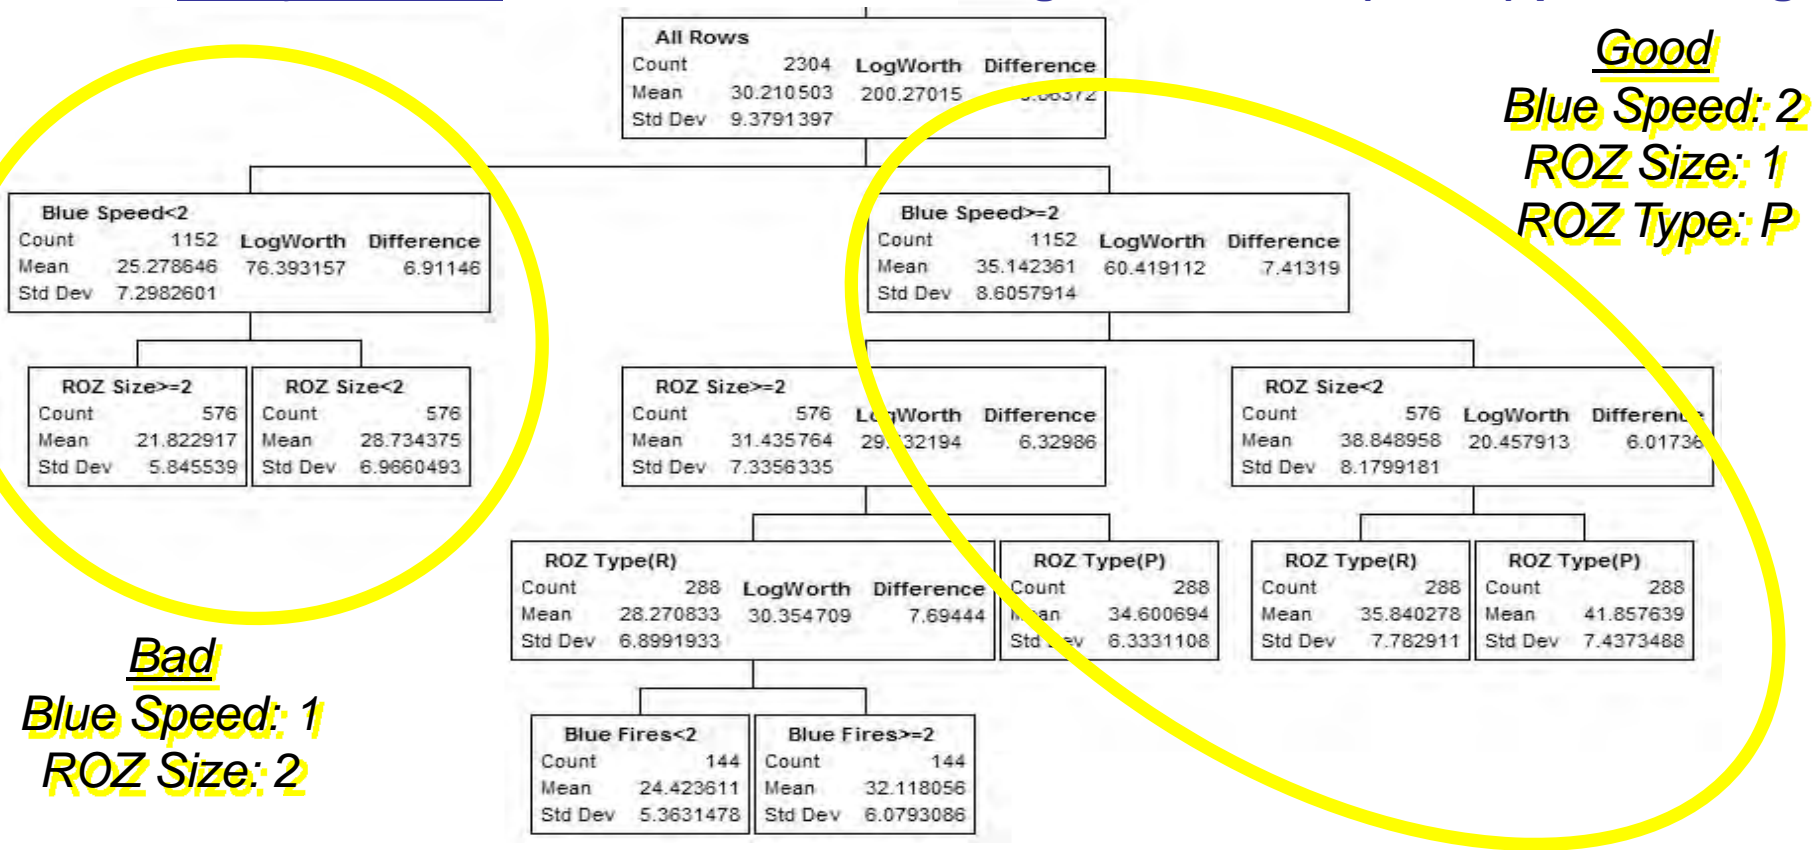 All Rows
Count 2304 LogWorth Difference
Mean 30.210503 200.27015
Std Dev 9.3791397
Good
Blue Speed: 2
ROZ Size: 1
ROZ Type: P
Blue Speed<2
Count 1152 LogWorth Difference
Mean 25.278646 76.393157 6.91146
Std Dev 7.2982601
Blue Speed>=2
Count 1152 LogWorth Difference
Mean 35.142361 60.419112 7.41319
Std Dev 8.6057914
ROZ Size>=2
Count 576
Mean 21.822917
Std Dev 5.845539
ROZ Size<2
Count 576
Mean 28.734375
Std Dev 6.9660493
ROZ Size>=2
Count 576 LogWorth Difference
Mean 31.435764 6.32986
Std Dev 7.3356335
ROZ Size<2
Count 576 LogWorth Difference
Mean 38.848958 20.457913 6.01736
Std Dev 8.1799181
ROZ Type(R)
Count 288 LogWorth Difference
Mean 28.270833 30.354709 7.69444
Std Dev 6.8991933
ROZ Type(P)
Count 288
Mean 34.600694
Std Dev 6.3331108
ROZ Type(R)
Count 288
Mean 35.840278
Std Dev 7.782911
ROZ Type(P)
Count 288
Mean 41.857639
Std Dev 7.4373488
Bad
Blue Speed: 1
ROZ Size: 2
Blue Fires<2
Count 144
Mean 24.423611
Std Dev 5.3631478
Blue Fires>=2
Count 144
Mean 32.118056
Std Dev 6.0793086